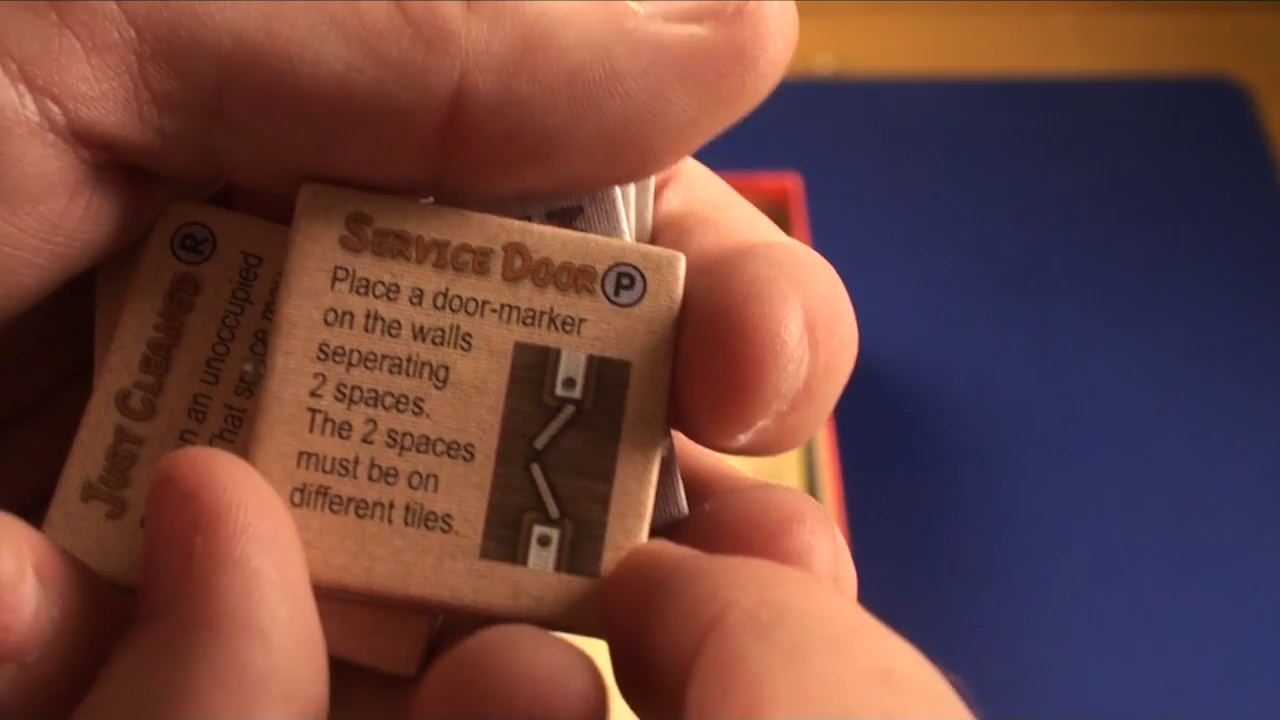 SERVICE DOOR P
Place a door-marker
on the walls
seperating
2 spaces.
The 2 spaces
must be on
different tiles.
JUST CLEANED R
n an unoccupied
That space may